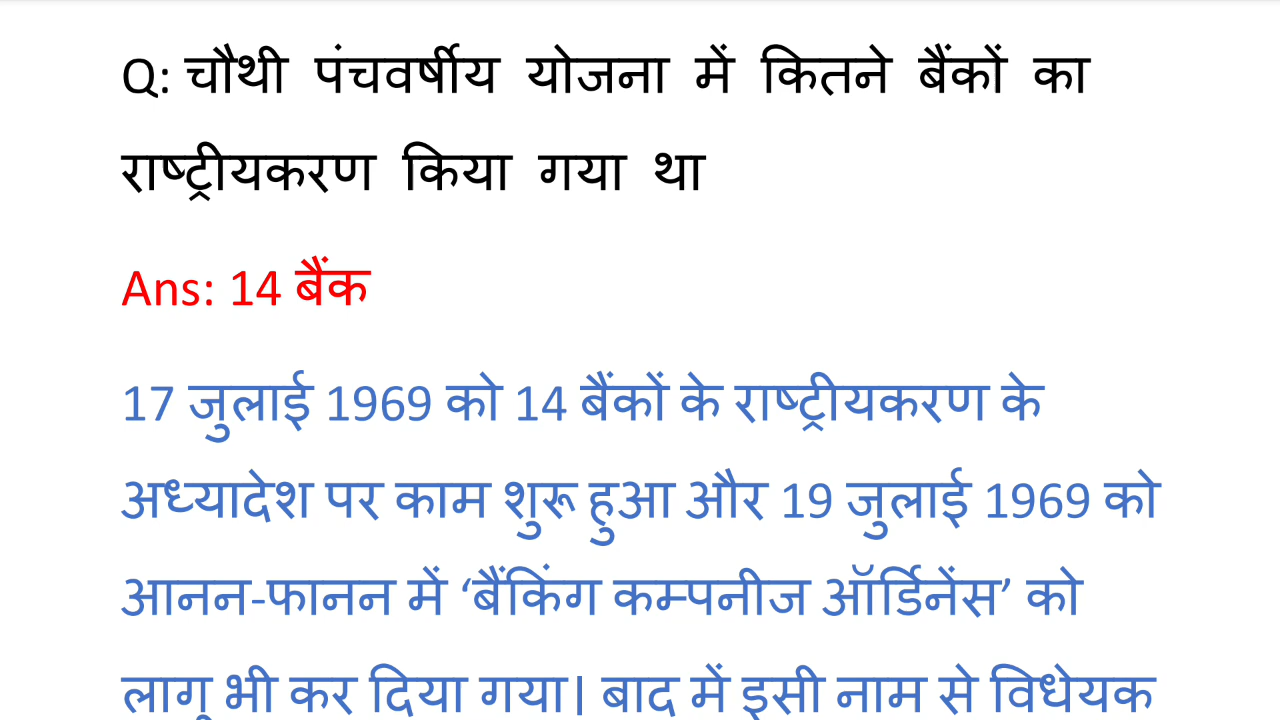 Q: चौथी पंचवर्षीय योजना में कितने बैंकों का
राष्ट्रीयकरण किया गया था
Ans: 14 बैंक
17 जुलाई 1969 को 14 बैंकों के राष्ट्रीयकरण के
अध्यादेश पर काम शुरू हुआ और 19 जुलाई 1969 को
आनन-फानन में ‘बैंकिंग कम्पनीज ऑर्डिनेंस’ को
लागू भी कर दिया गया। बाद में इसी नाम से विधेयक